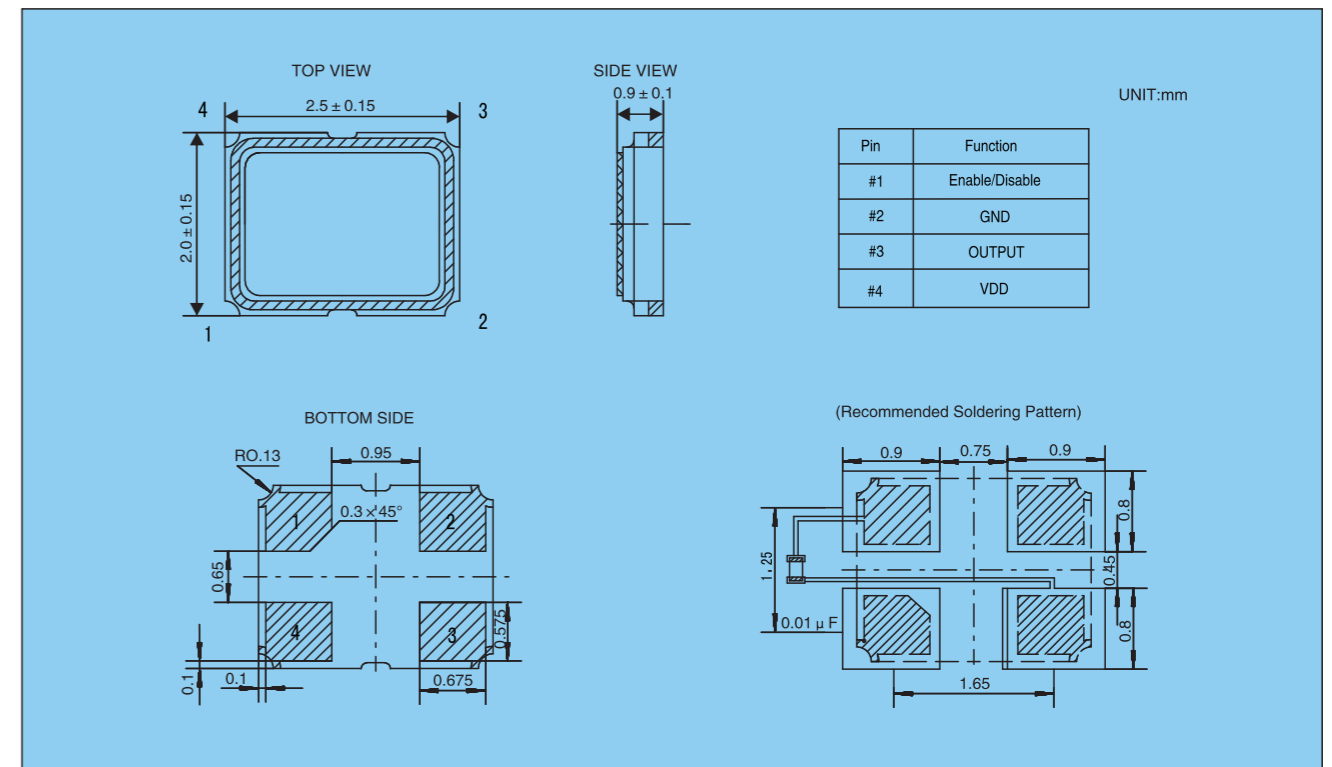 TOP VIEW
4
2.5 ± 0.15
3
2.0 ± 0.15
1
2
SIDE VIEW
0.9 ± 0.1
UNIT:mm
Pin Function
#1 Enable/Disable
#2 GND
#3 OUTPUT
#4 VDD
BOTTOM SIDE
RO.13
0.95
1
0.3 × 45°
2
0.65
4
3
0.575
0.1
0.1
0.675
(Recommended Soldering Pattern)
0.9
0.75
0.9
0.8
1.25
0.45
0.01 µ F
0.8
1.65